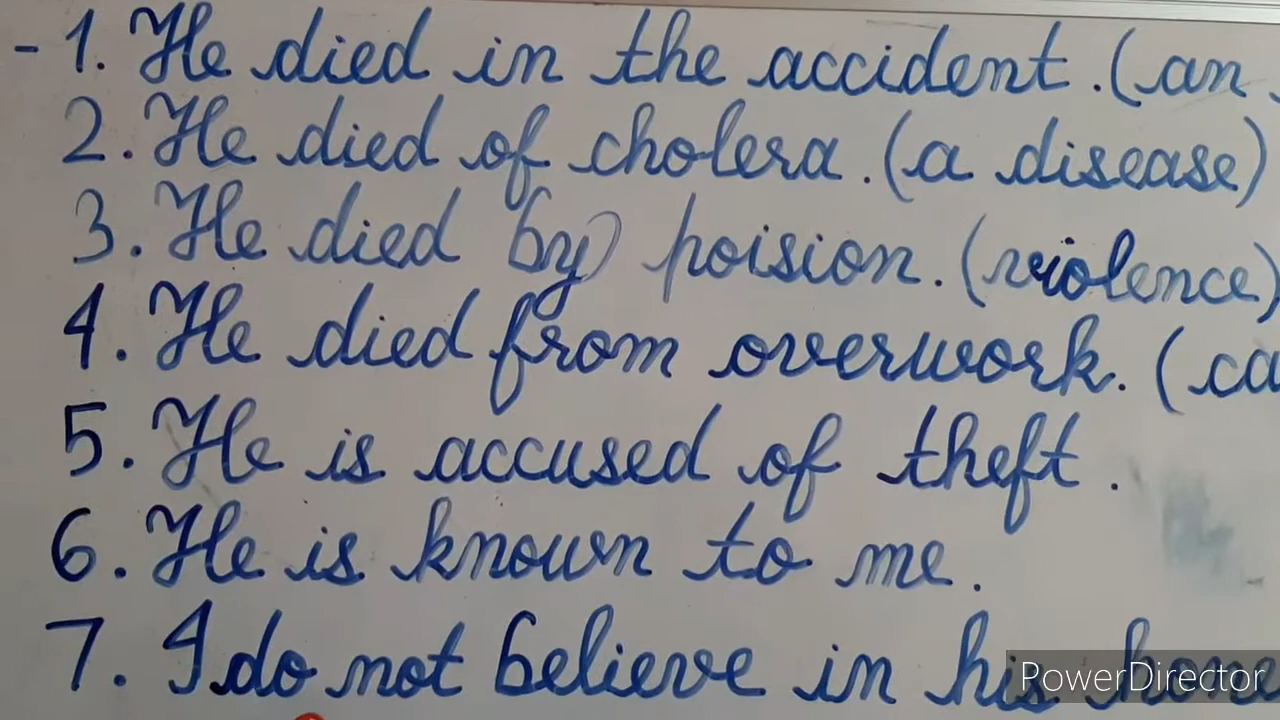 - 1. He died in the accident. (an
2. He died of cholera. (a disease)
3. He died by poision. (violence)
4. He died from overwork. (ca
5. He is accused of theft.
6. He is known to me.
7. I do not believe in his hone
PowerDirector